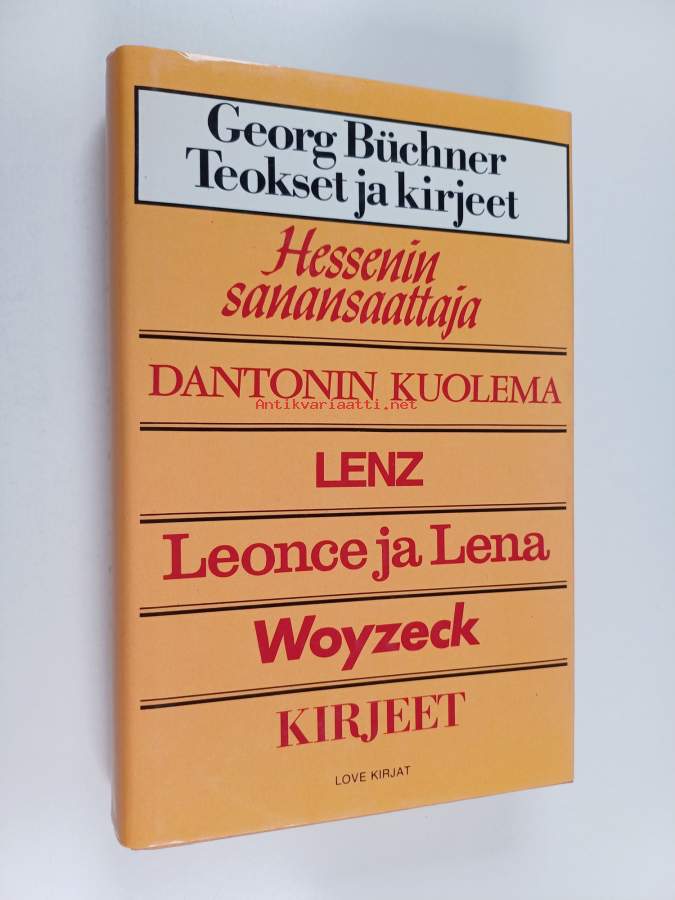 Georg Büchner
Teokset ja kirjeet
Hessenin
sanansaattaja
DANTONIN KUOLEMA
Antikvariaatti.net
LENZ
Leonce ja Lena
Woyzeck
KIRJEET
LOVE KIRJAT